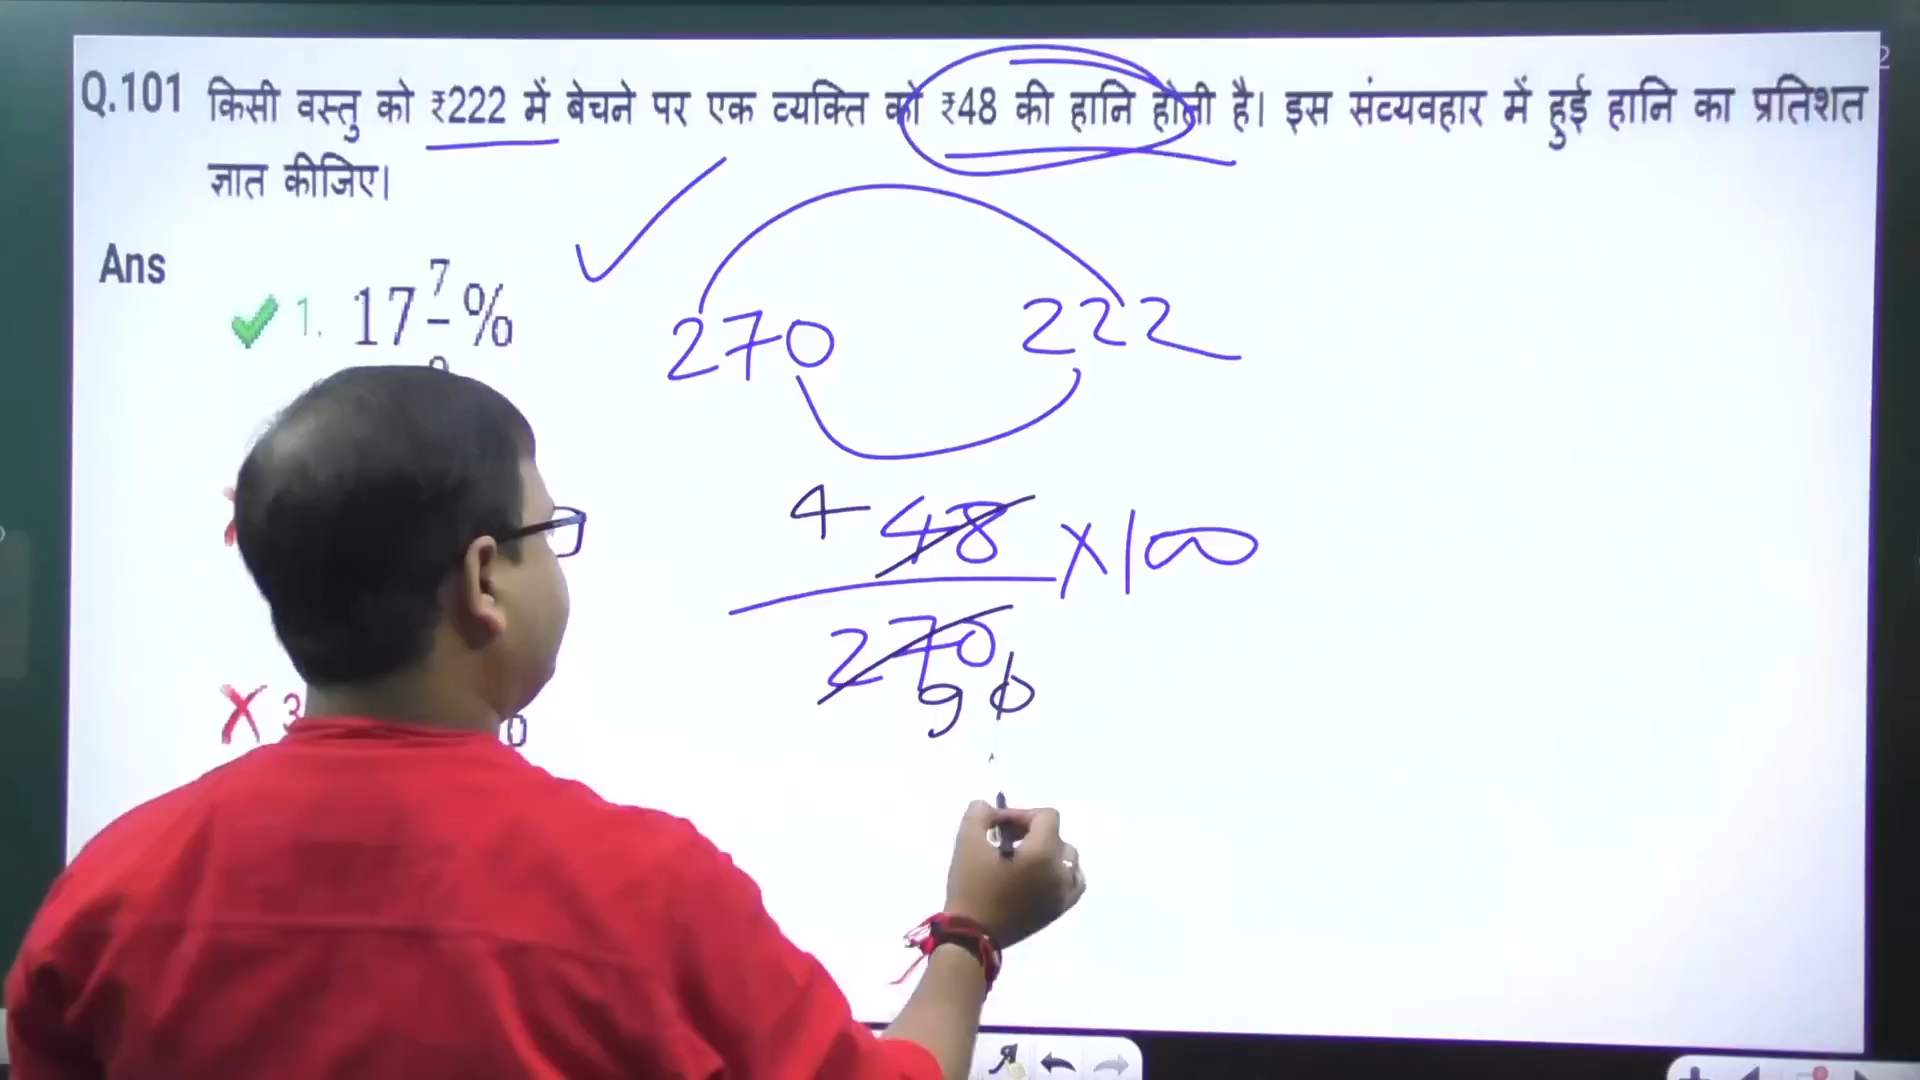 Q.101 किसी वस्तु को ₹222 में बेचने पर एक व्यक्ति को ₹48 की हानि होती है। इस संव्यवहार में हुई हानि का प्रतिशत
ज्ञात कीजिए।
Ans
1. 17 7 %
270 222
4 48 × 100
270
90
3